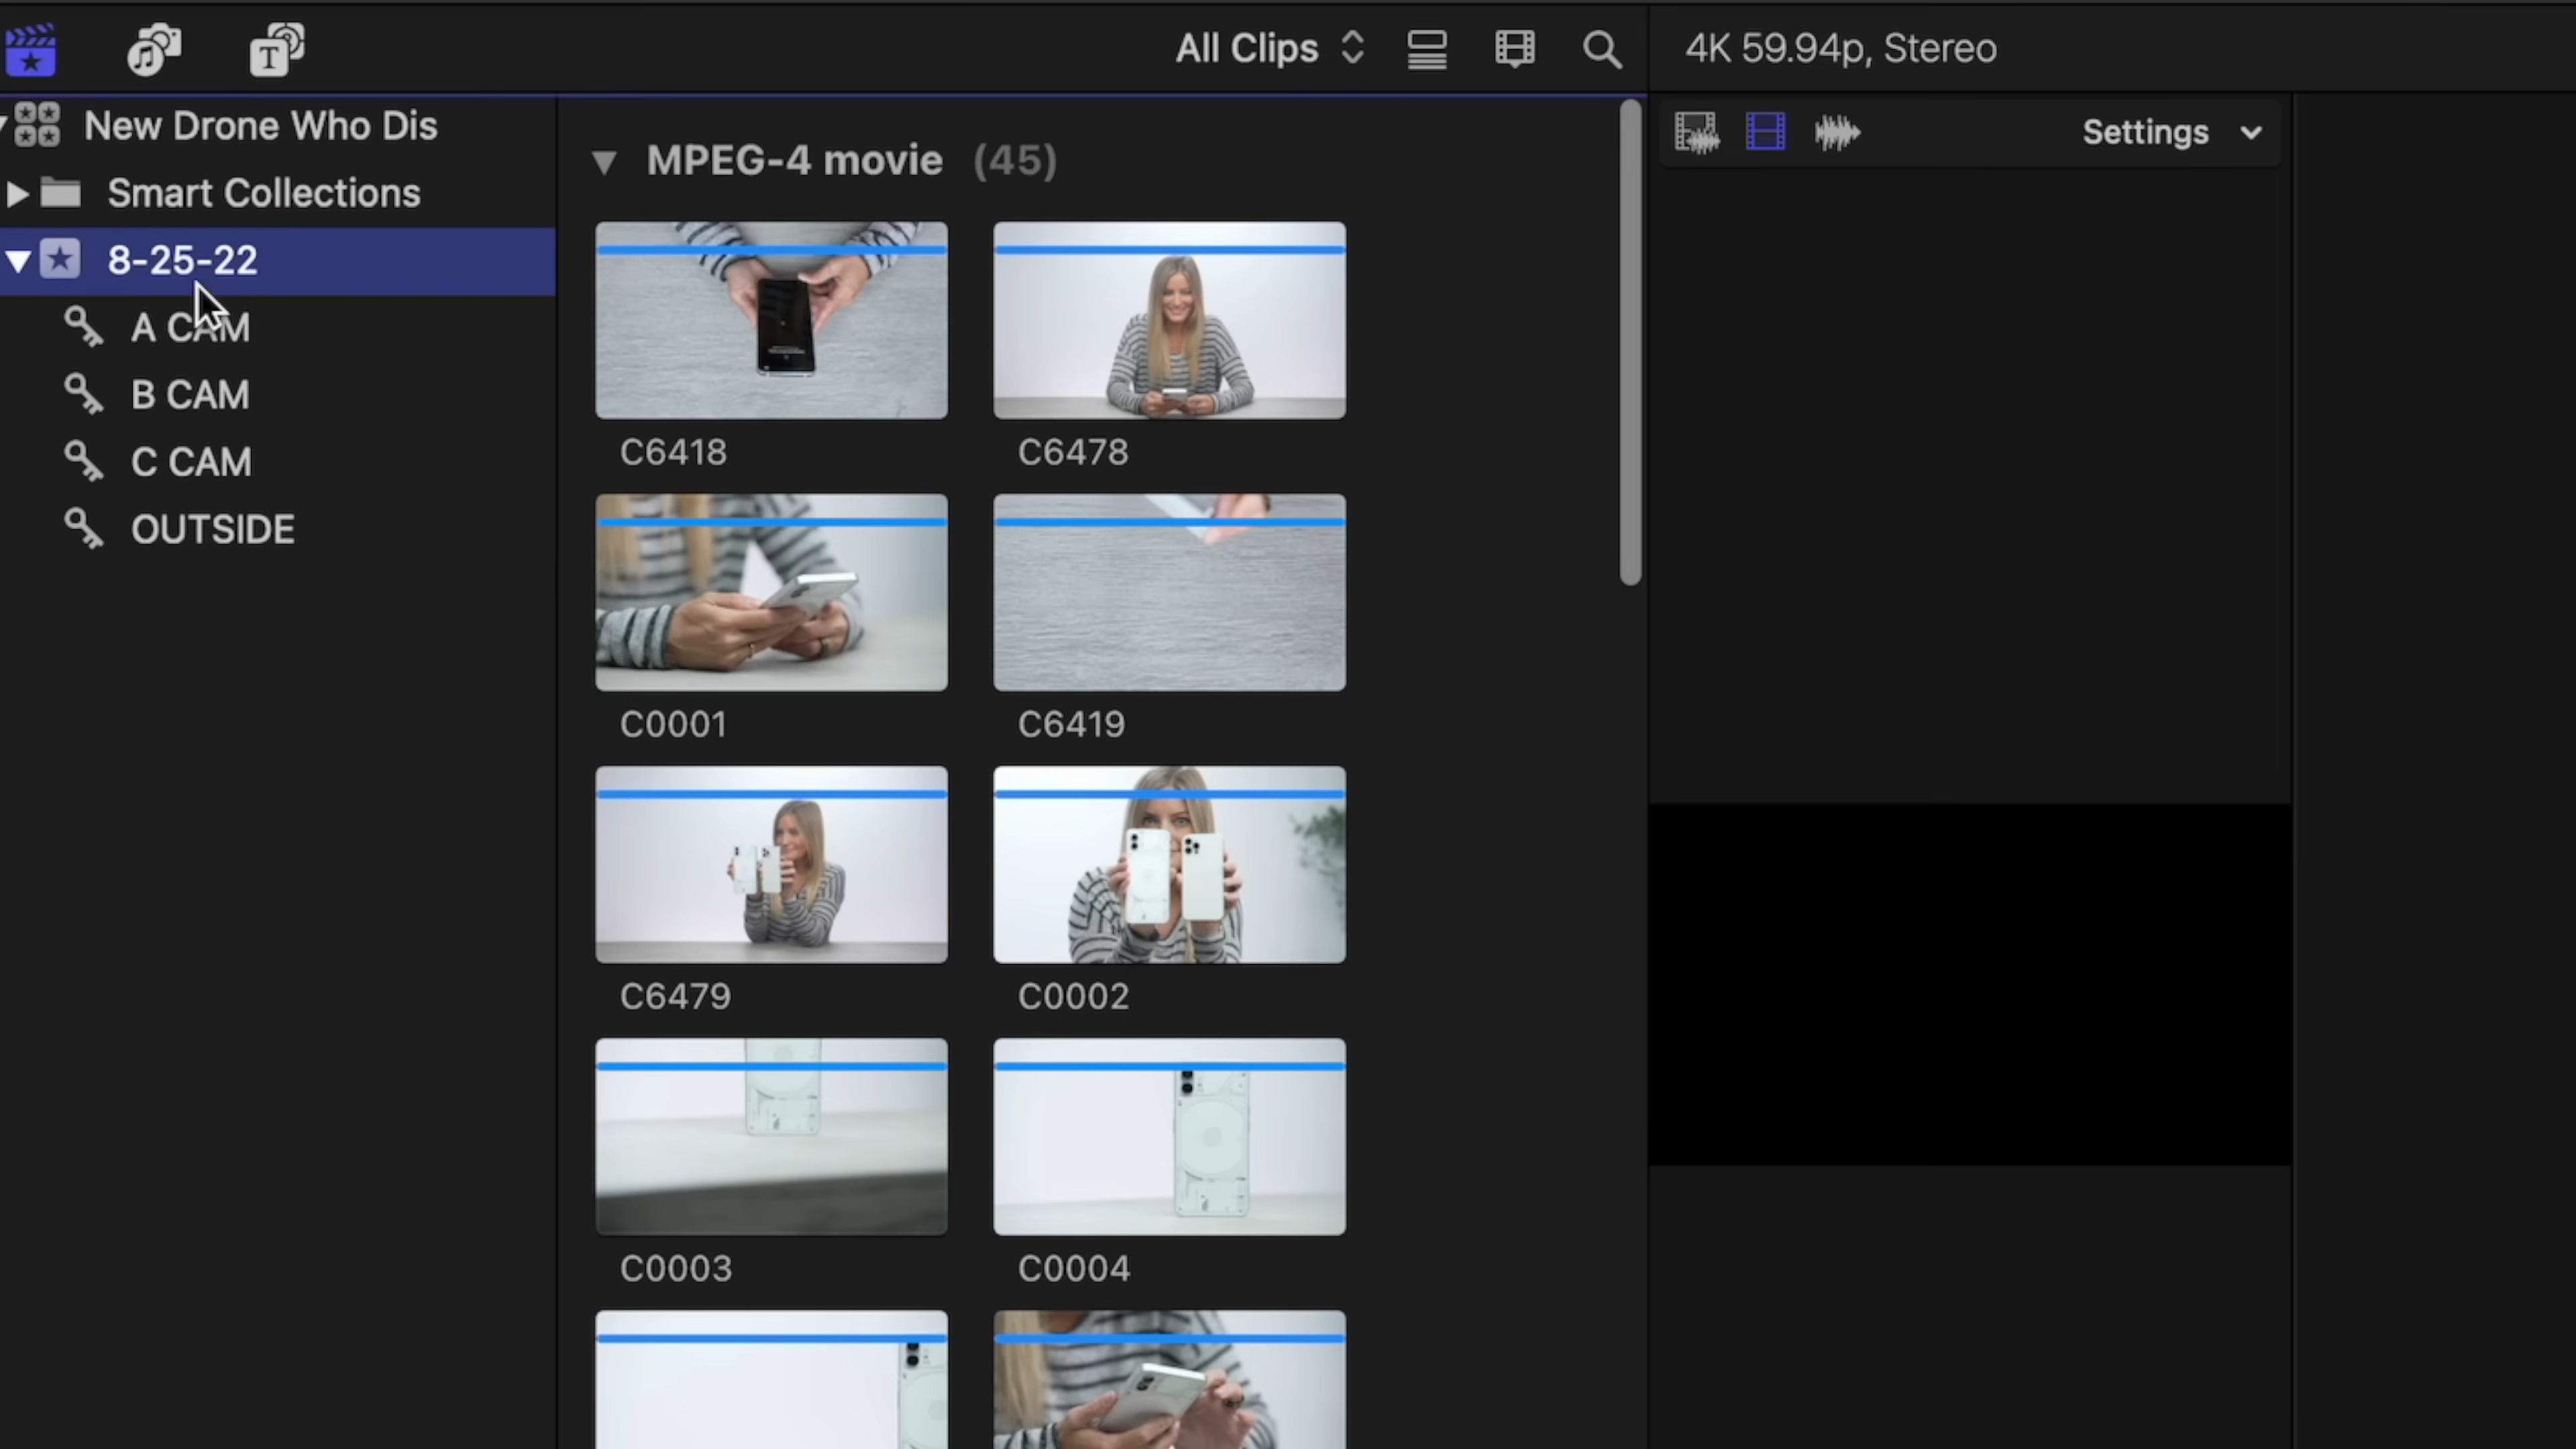 All Clips
4K 59.94p, Stereo
New Drone Who Dis
Smart Collections
8-25-22
A CAM
B CAM
C CAM
OUTSIDE
MPEG-4 movie (45)
C6418
C6478
C0001
C6419
C6479
C0002
C0003
C0004
Settings